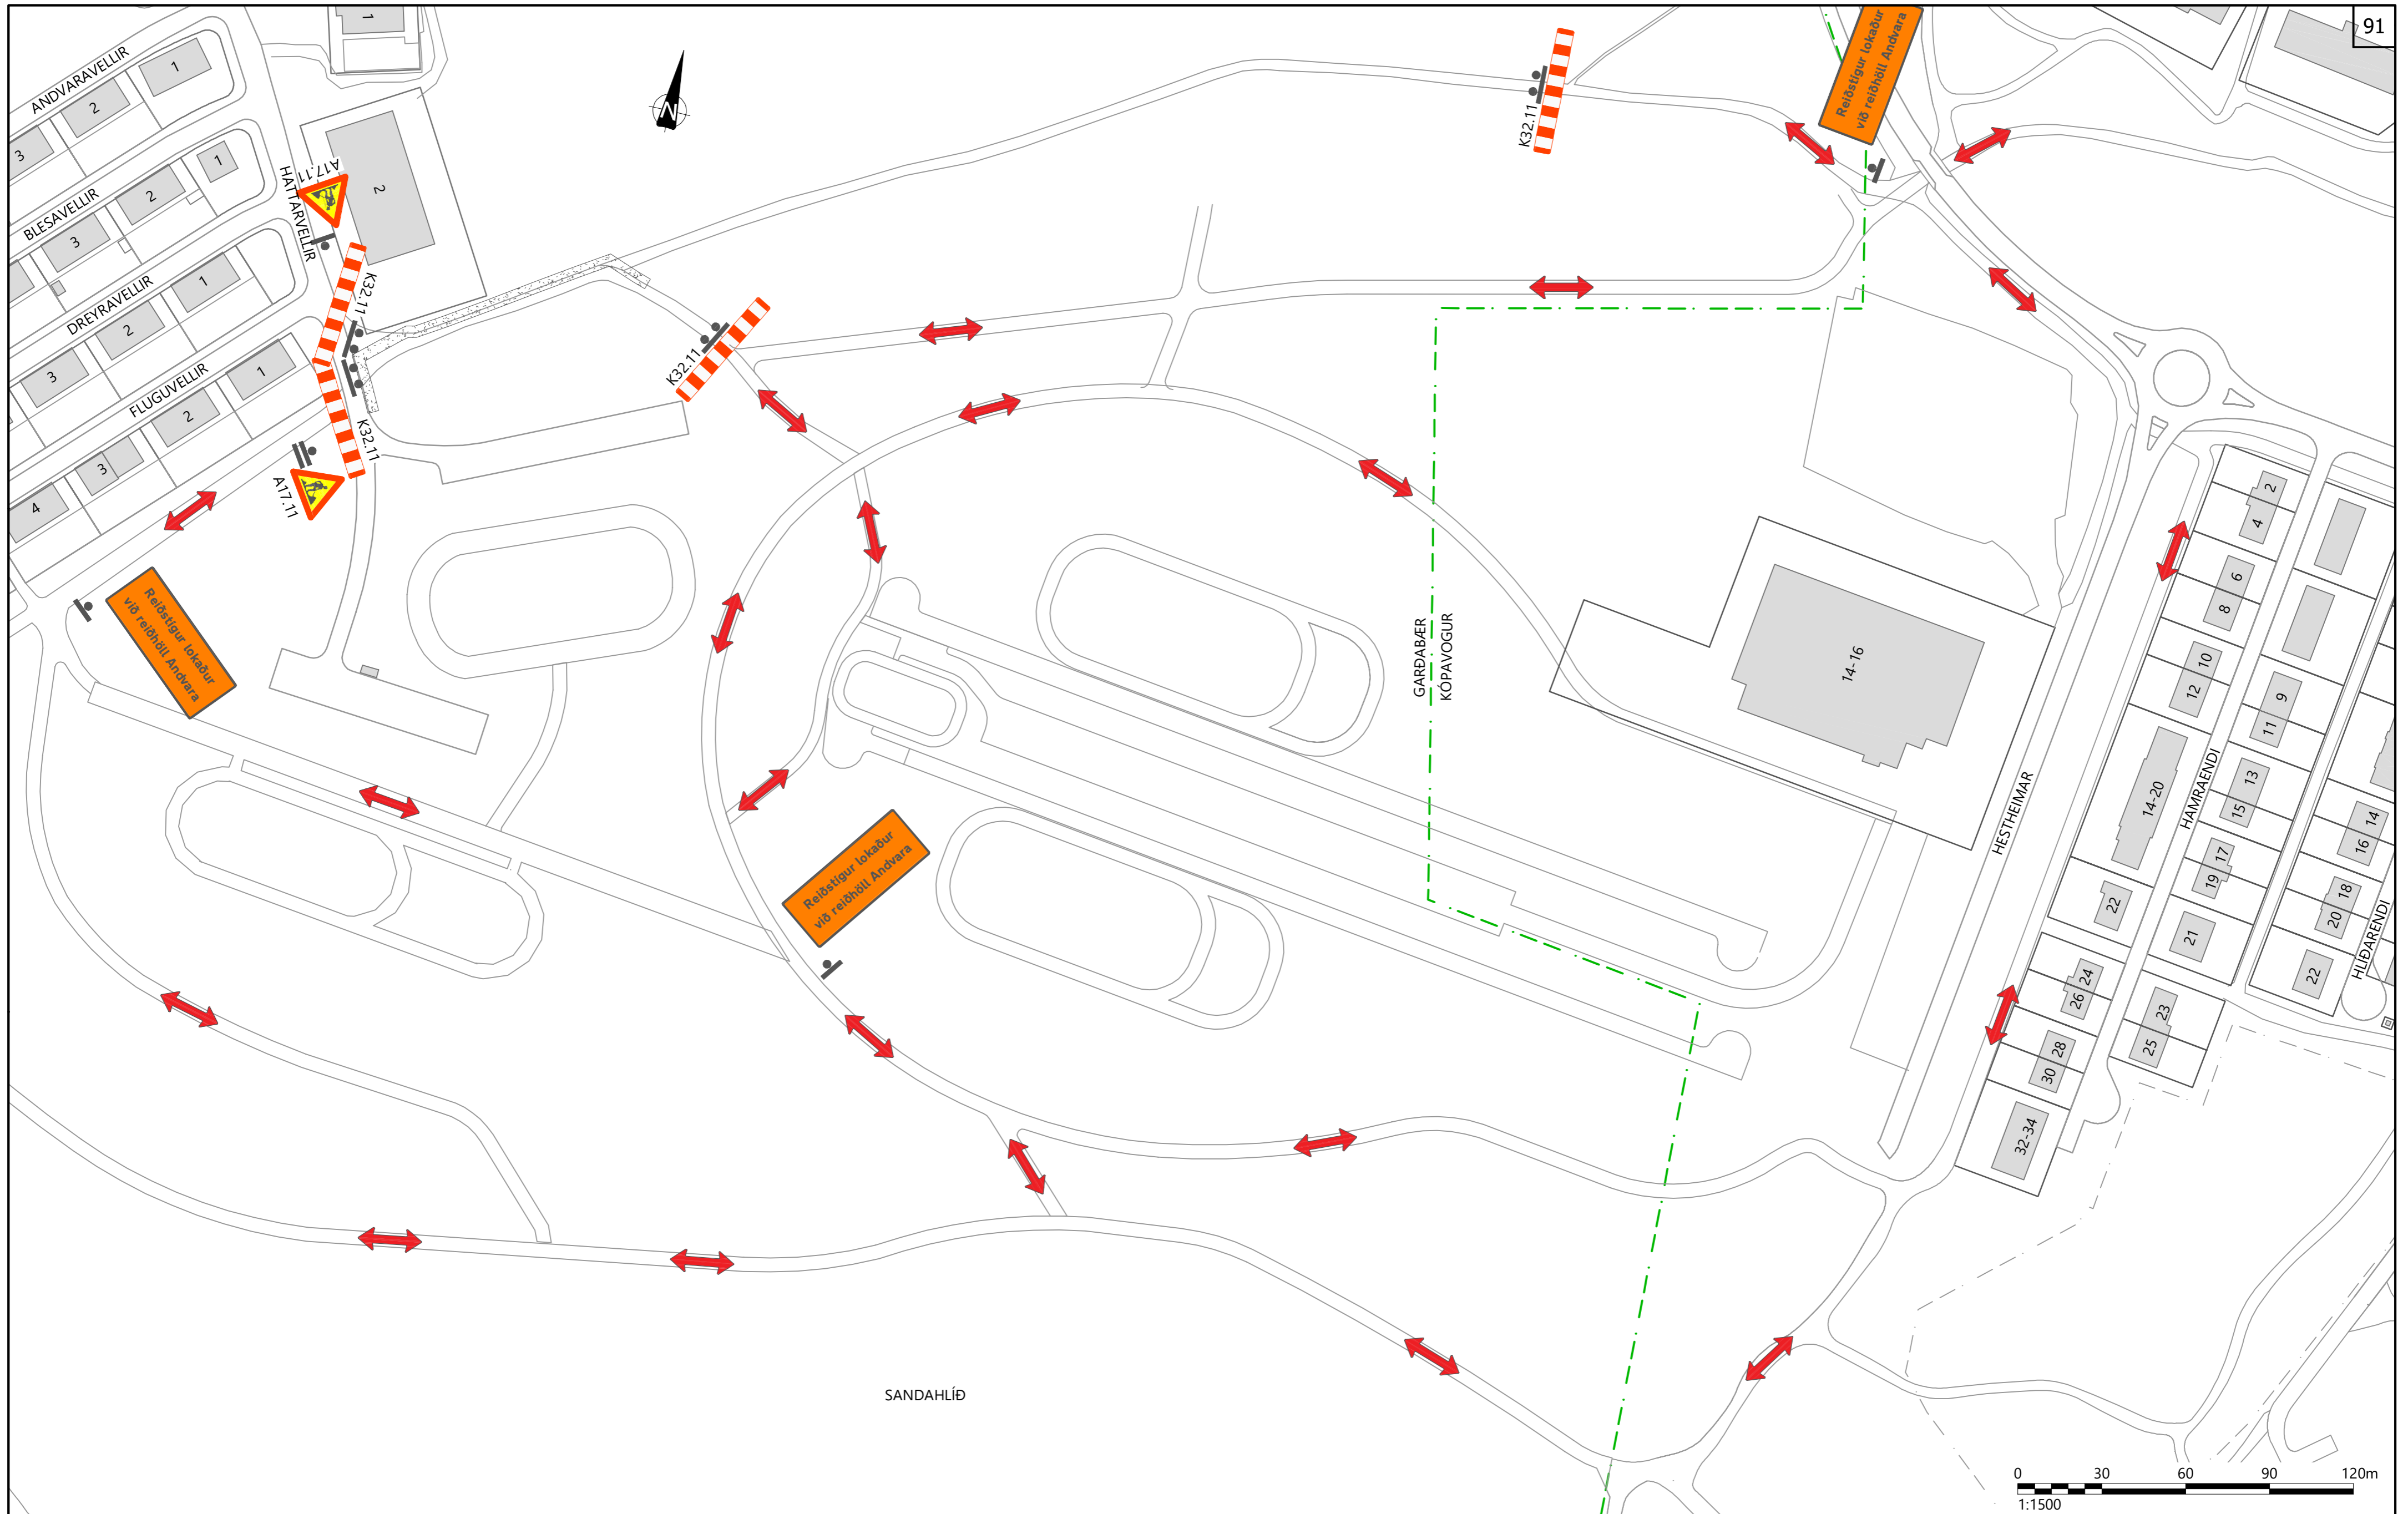 91
ANDVARAVELLIR
1
2
3
1
BLESAVELLIR
1
2
3
DREYRAVELLIR
1
2
3
FLUGUVELLIR
1
2
3
4
HATTARVELLIR
2
A17.11
K32.11
K32.11
A17.11
N
K32.11
K32.11
Reiðstígur lokaður
við reiðhöll Andvara
Reiðstígur lokaður
við reiðhöll Andvara
Reiðstígur lokaður
við reiðhöll Andvara
GARÐABÆR
KÓPAVOGUR
14-16
HESTHEIMAR
HAMRAENDI
HLÍÐARENDI
2
4
6
8
10
12
14-20
22
24
26
28
30
32-34
9
11
13
15
17
19
21
23
25
14
16
18
20
22
SANDAHLÍÐ
0 30 60 90 120m
1:1500